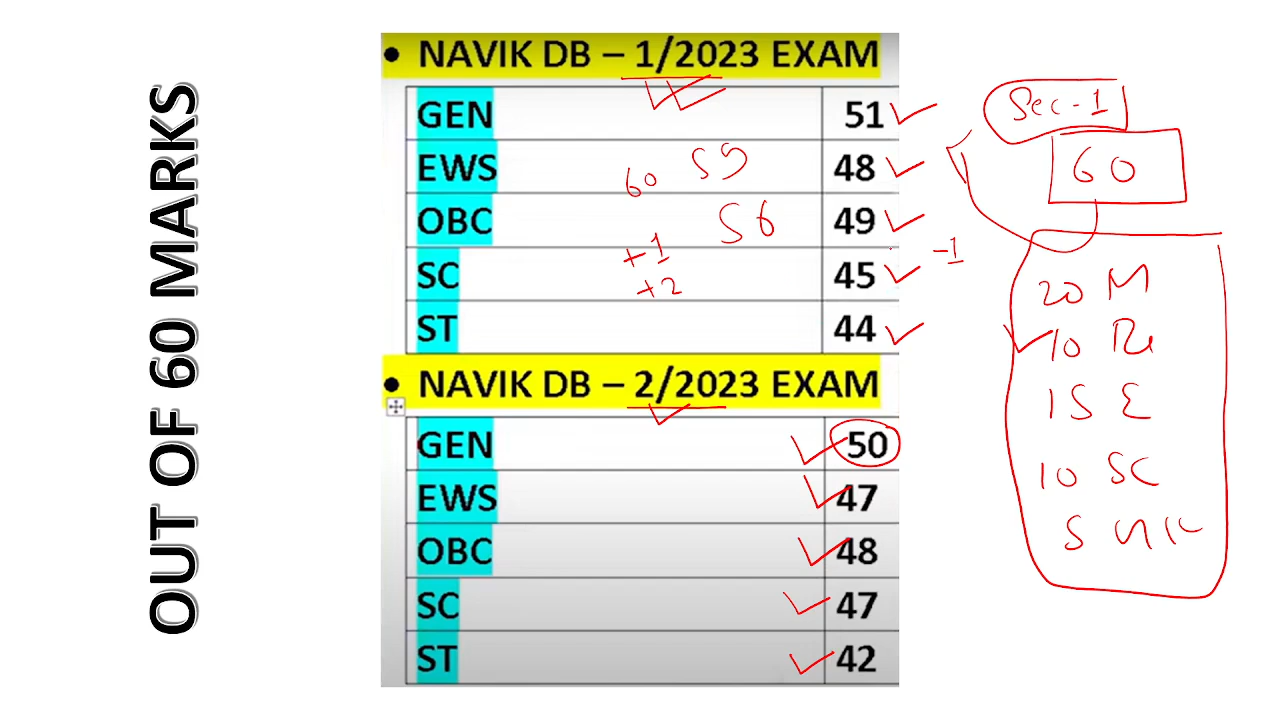 OUT OF 60 MARKS
• NAVIK DB – 1/2023 EXAM
GEN 51
EWS 48
OBC 49
SC 45
ST 44
• NAVIK DB – 2/2023 EXAM
GEN 50
EWS 47
OBC 48
SC 47
ST 42
60 59
56
+1
+2
-1
Sec-1
60
20 M
10 Re
15 E
10 SC
5 GK